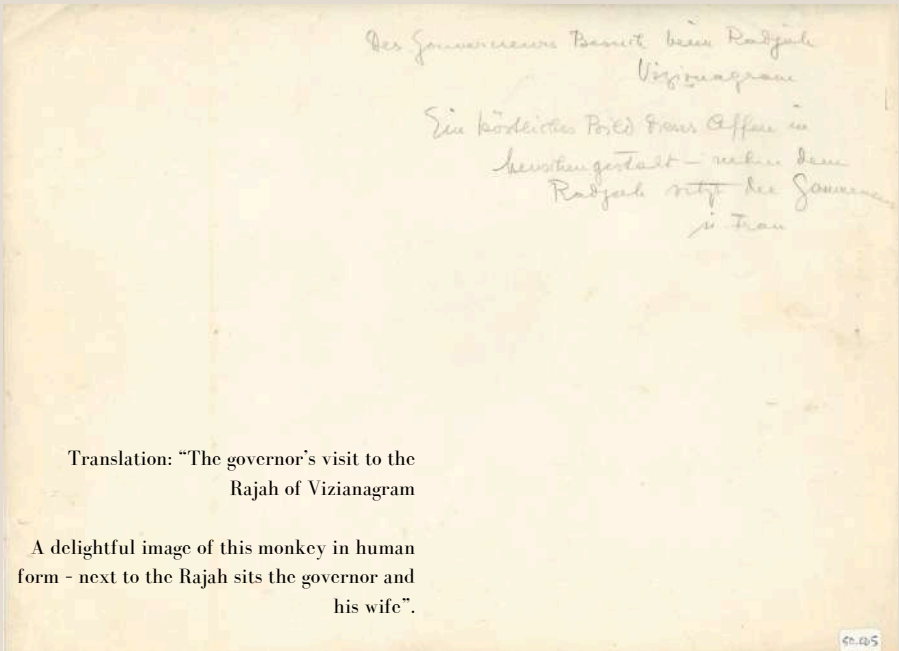 Des Gouverneurs Besuch beim Radjah
Vizianagram
Ein köstliches Bild dieses Affen in
Menschengestalt – neben dem
Radjah sitzt der Gouverneur
u Frau
Translation: “The governor’s visit to the
Rajah of Vizianagram
A delightful image of this monkey in human
form - next to the Rajah sits the governor and
his wife”.